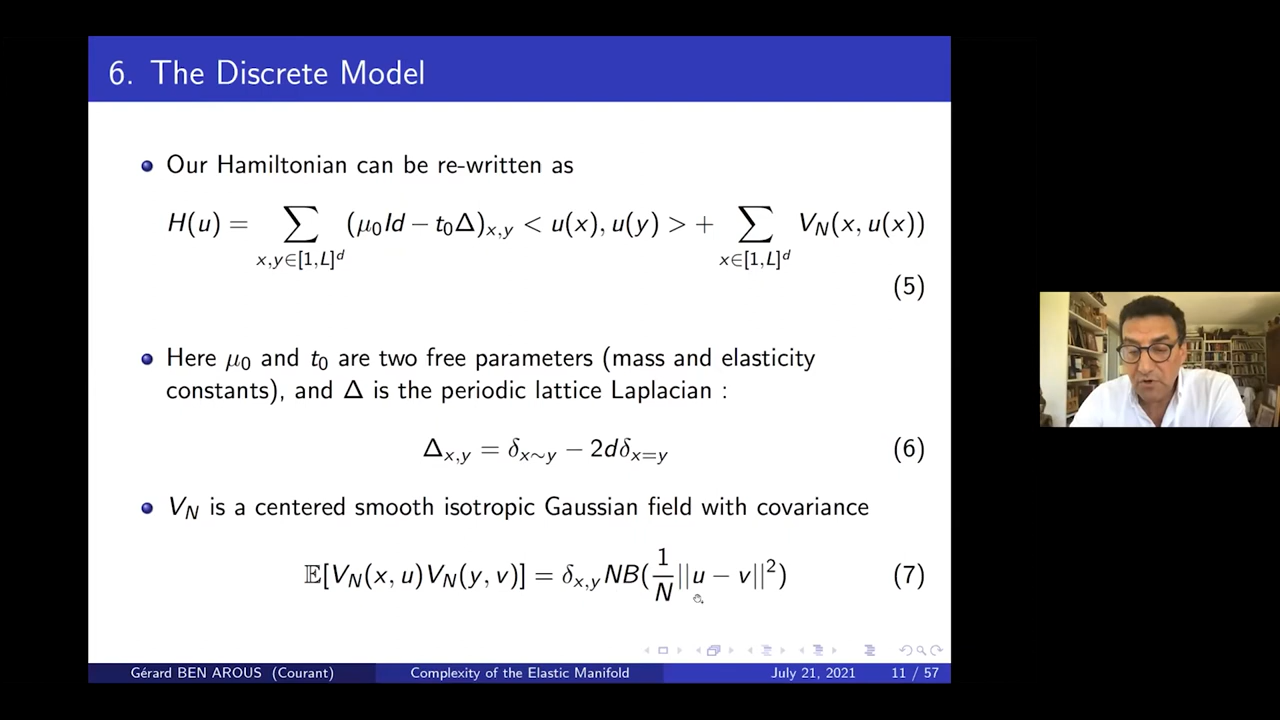 6. The Discrete Model
Our Hamiltonian can be re-written as
H(u) = ∑_{x,y∈[1,L]^d} (μ₀Id − t₀Δ)_{x,y} < u(x), u(y) > + ∑_{x∈[1,L]^d} V_N(x, u(x))
(5)
Here μ₀ and t₀ are two free parameters (mass and elasticity
constants), and Δ is the periodic lattice Laplacian :
Δ_{x,y} = δ_{x∼y} − 2dδ_{x=y} (6)
V_N is a centered smooth isotropic Gaussian field with covariance
𝔼[V_N(x, u)V_N(y, v)] = δ_{x,y}NB(1/N ||u − v||²) (7)
Gérard BEN AROUS (Courant) Complexity of the Elastic Manifold July 21, 2021 11 / 57